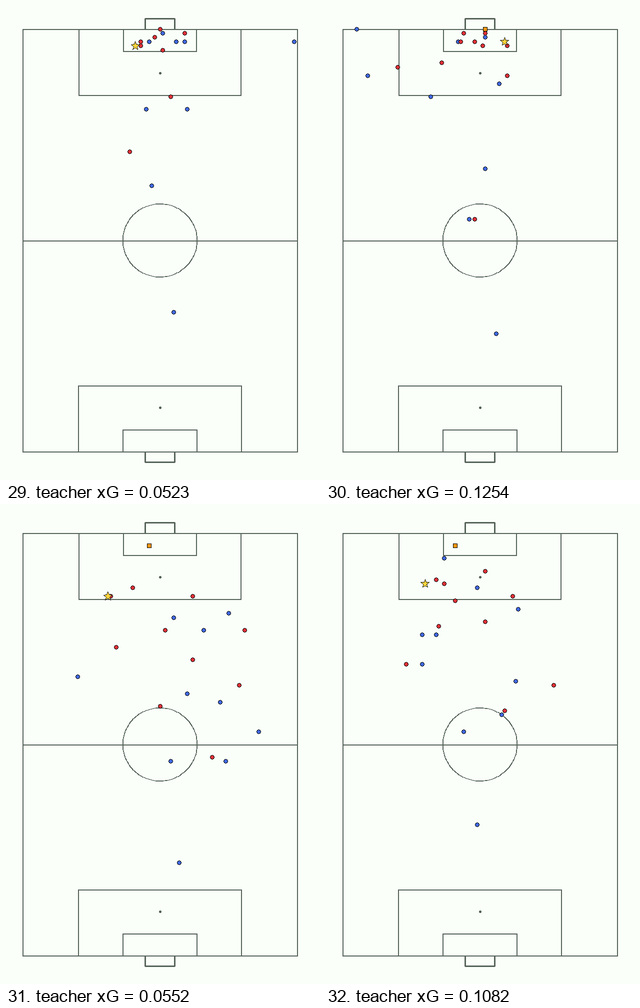 29. teacher xG = 0.0523
30. teacher xG = 0.1254
31. teacher xG = 0.0552
32. teacher xG = 0.1082